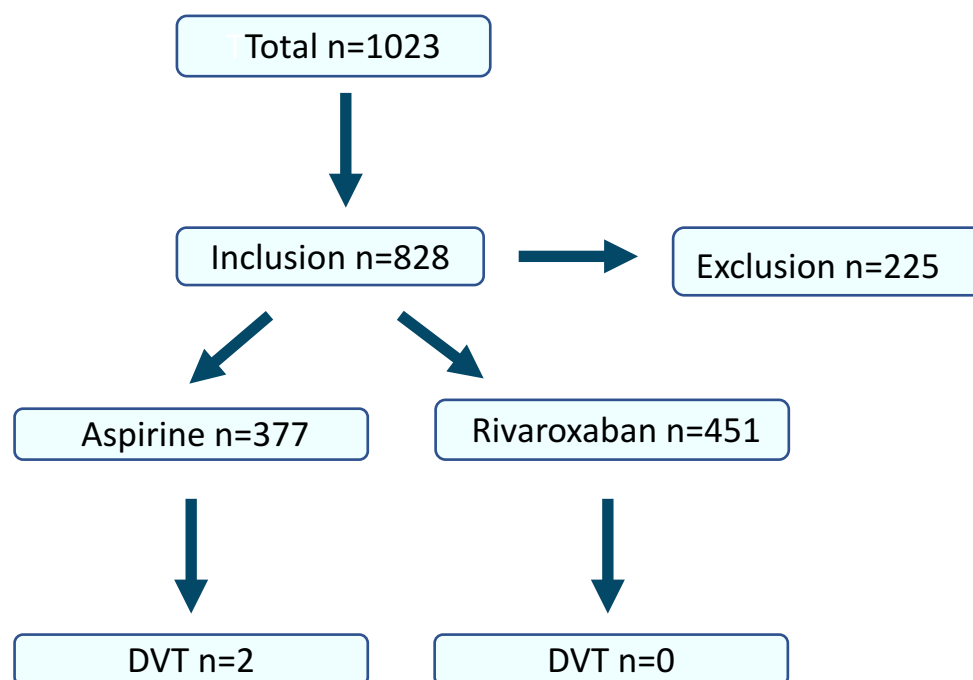 Total n=1023
Inclusion n=828
Exclusion n=225
Aspirine n=377
Rivaroxaban n=451
DVT n=2
DVT n=0